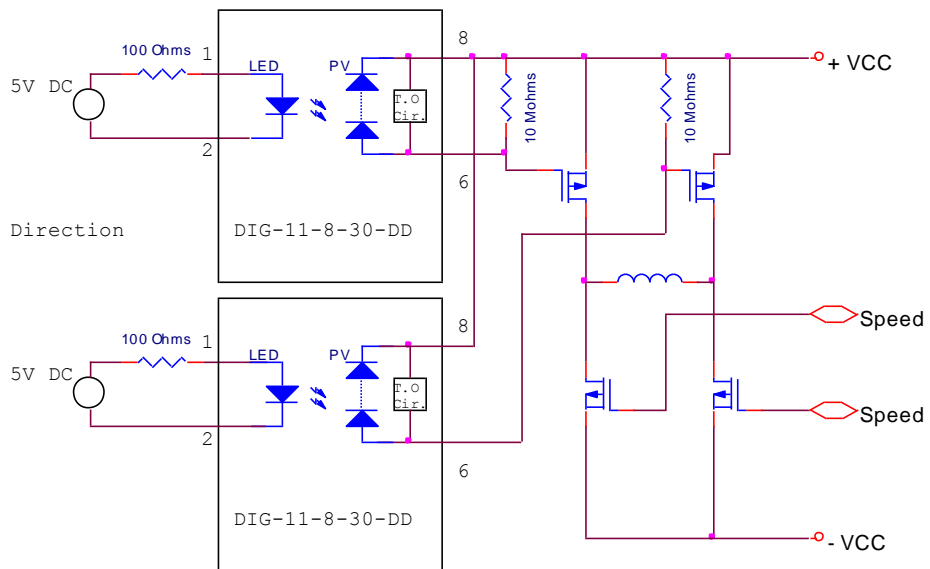 100 Ohms
1
LED
PV
8
+ VCC
5V DC
T.O
Cir.
10 Mohms
10 Mohms
2
6
Direction
DIG-11-8-30-DD
100 Ohms
1
LED
PV
8
Speed
5V DC
T.O
Cir.
Speed
2
6
DIG-11-8-30-DD
- VCC